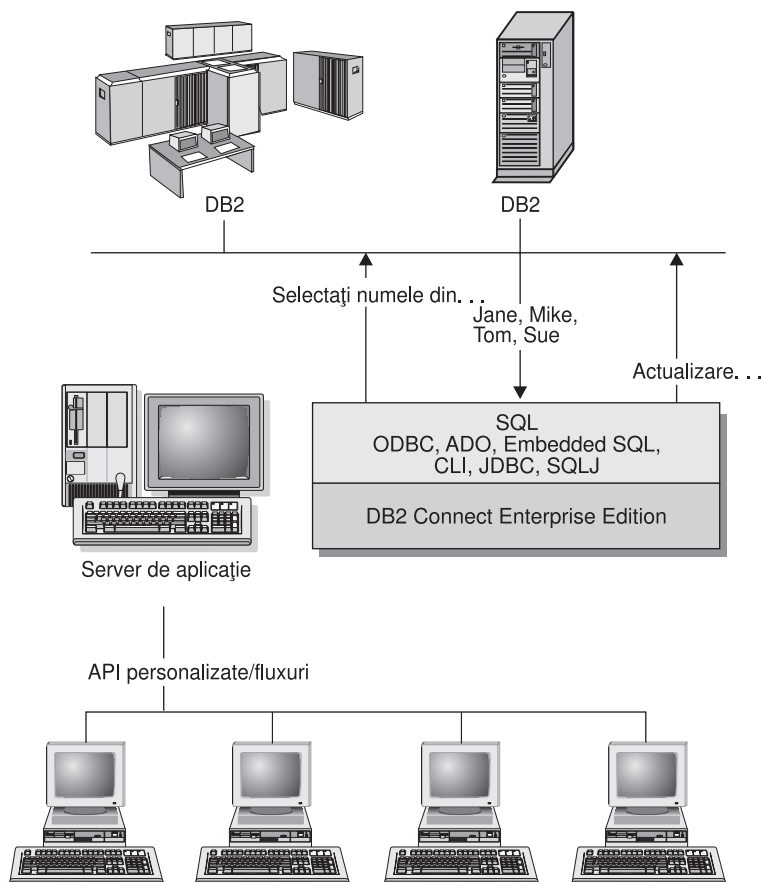 DB2
DB2
Selectaţi numele din. . .
Jane, Mike,
Tom, Sue
Actualizare. . .
SQL
ODBC, ADO, Embedded SQL,
CLI, JDBC, SQLJ
DB2 Connect Enterprise Edition
Server de aplicaţie
API personalizate/fluxuri